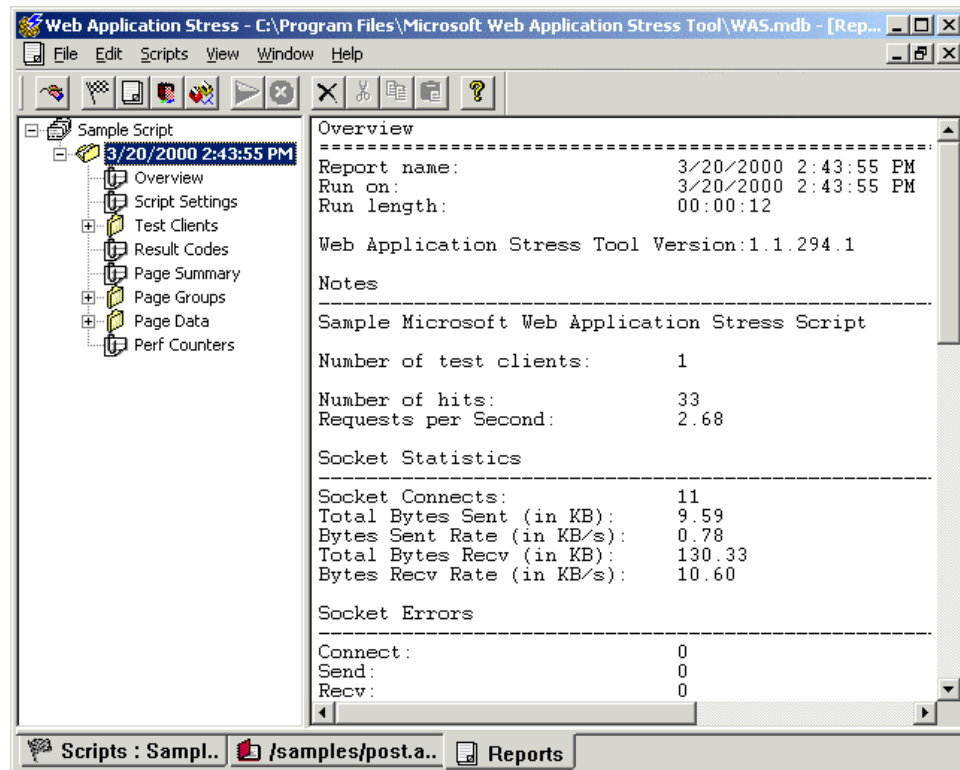 Web Application Stress - C:\Program Files\Microsoft Web Application Stress Tool\WAS.mdb - [Rep...
File Edit Scripts View Window Help
Sample Script
3/20/2000 2:43:55 PM
Overview
Script Settings
Test Clients
Result Codes
Page Summary
Page Groups
Page Data
Perf Counters
Overview
Report name: 3/20/2000 2:43:55 PM
Run on: 3/20/2000 2:43:55 PM
Run length: 00:00:12
Web Application Stress Tool Version:1.1.294.1
Notes
Sample Microsoft Web Application Stress Script
Number of test clients: 1
Number of hits: 33
Requests per Second: 2.68
Socket Statistics
Socket Connects: 11
Total Bytes Sent (in KB): 9.59
Bytes Sent Rate (in KB/s): 0.78
Total Bytes Recv (in KB): 130.33
Bytes Recv Rate (in KB/s): 10.60
Socket Errors
Connect: 0
Send: 0
Recv: 0
Scripts : Sampl.. /samples/post.a.. Reports